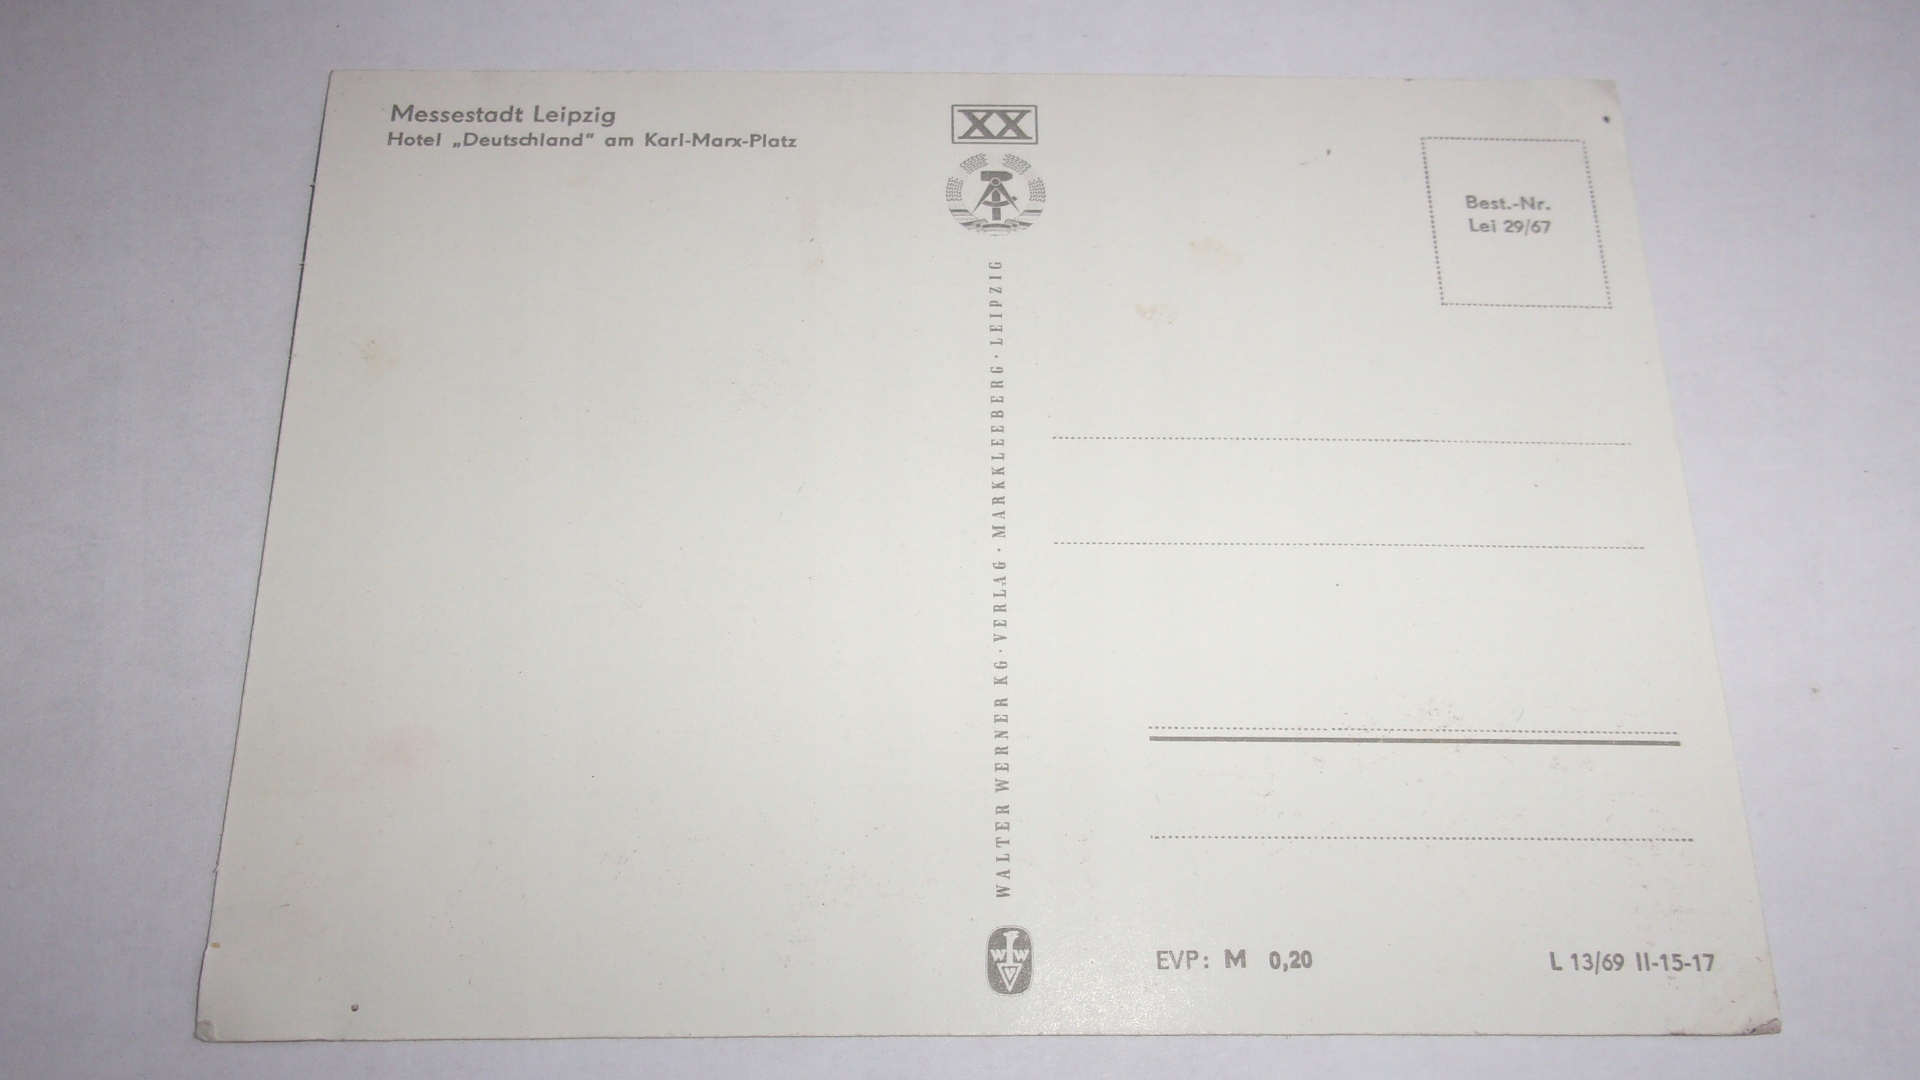 Messestadt Leipzig
Hotel „Deutschland" am Karl-Marx-Platz
XX
WALTER WERNER KG · VERLAG · MARKKLEEBERG · LEIPZIG
WWV
Best.-Nr.
Lei 29/67
EVP: M 0,20
L 13/69 II-15-17